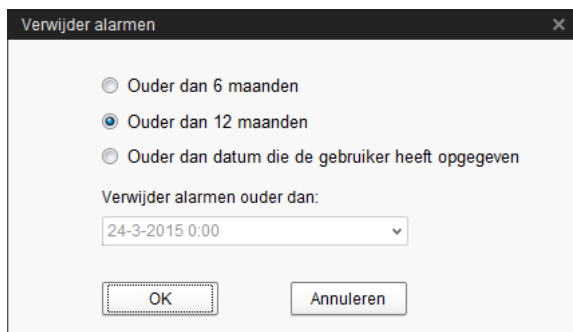 Verwijder alarmen
Ouder dan 6 maanden
Ouder dan 12 maanden
Ouder dan datum die de gebruiker heeft opgegeven
Verwijder alarmen ouder dan:
24-3-2015 0:00
OK Annuleren